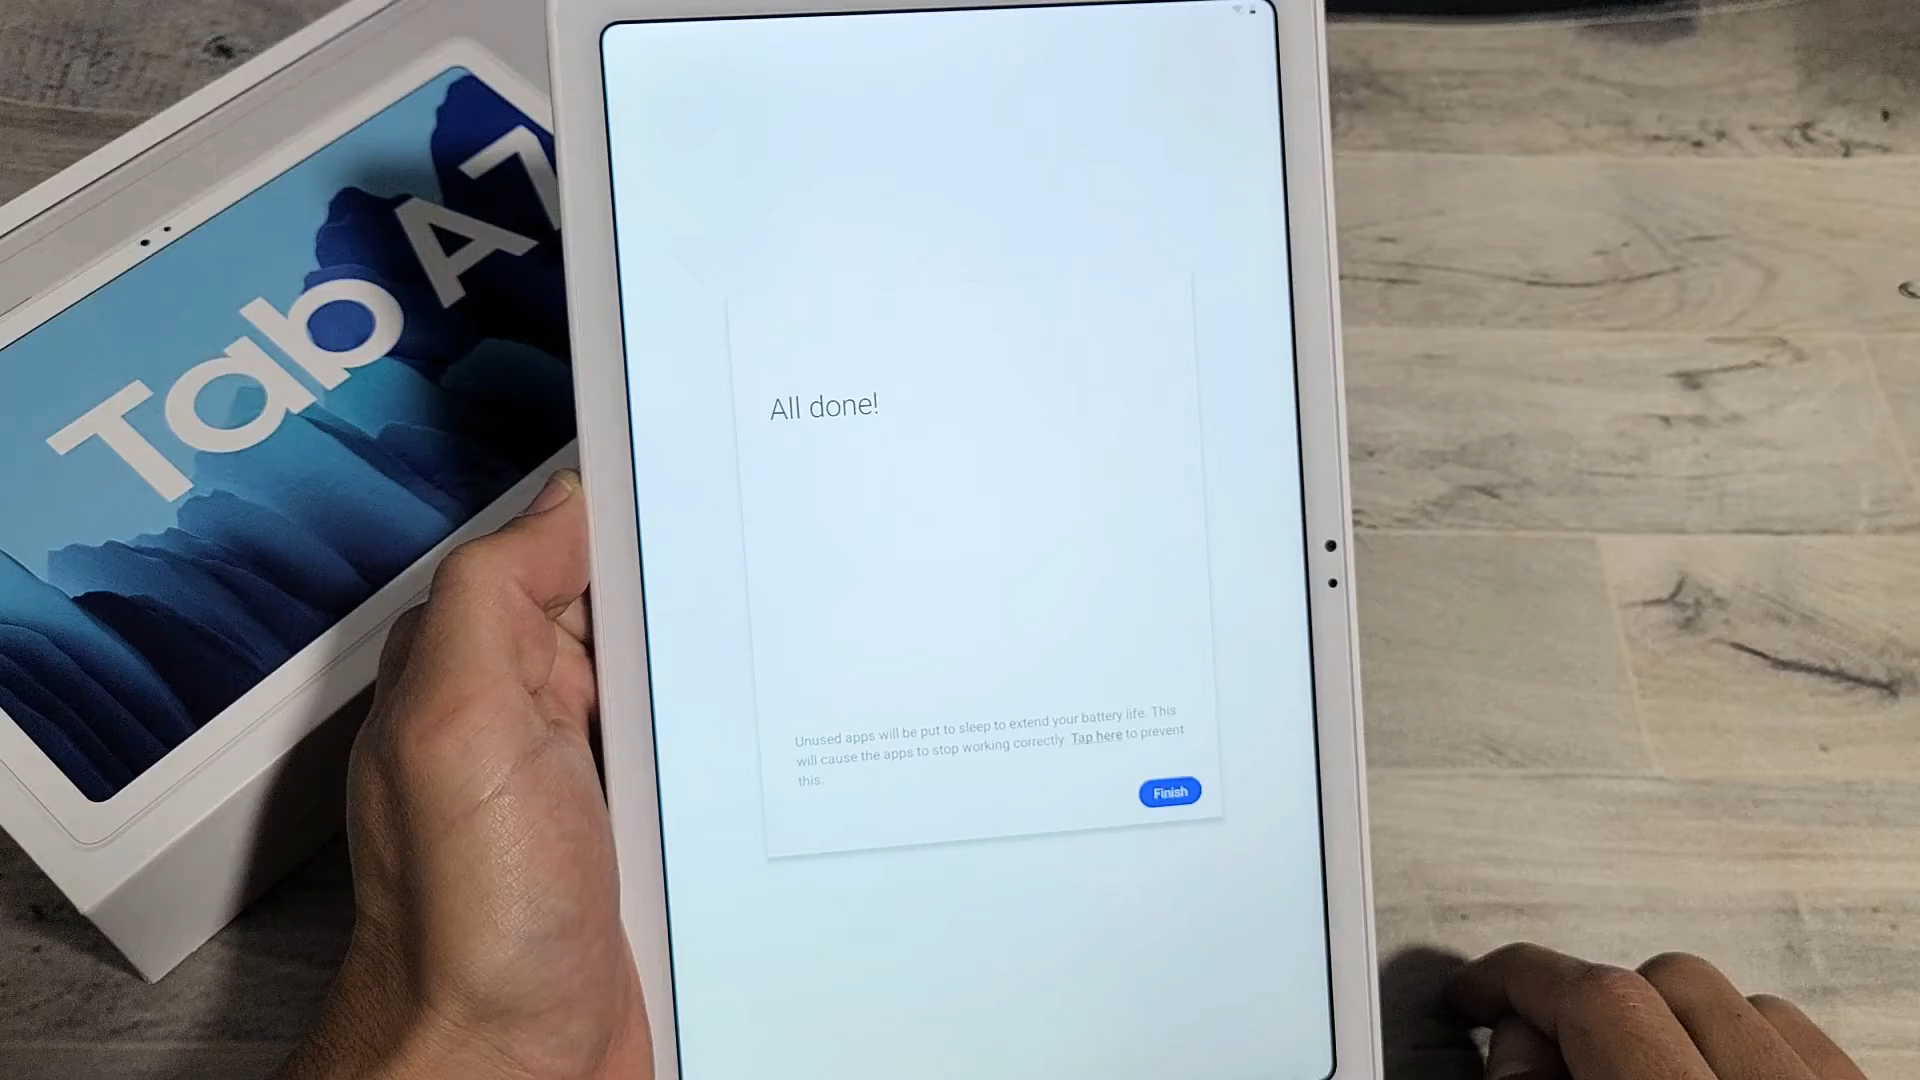 Tab A7
All done!
Unused apps will be put to sleep to extend your battery life. This
will cause the apps to stop working correctly. Tap here to prevent
this.
Finish